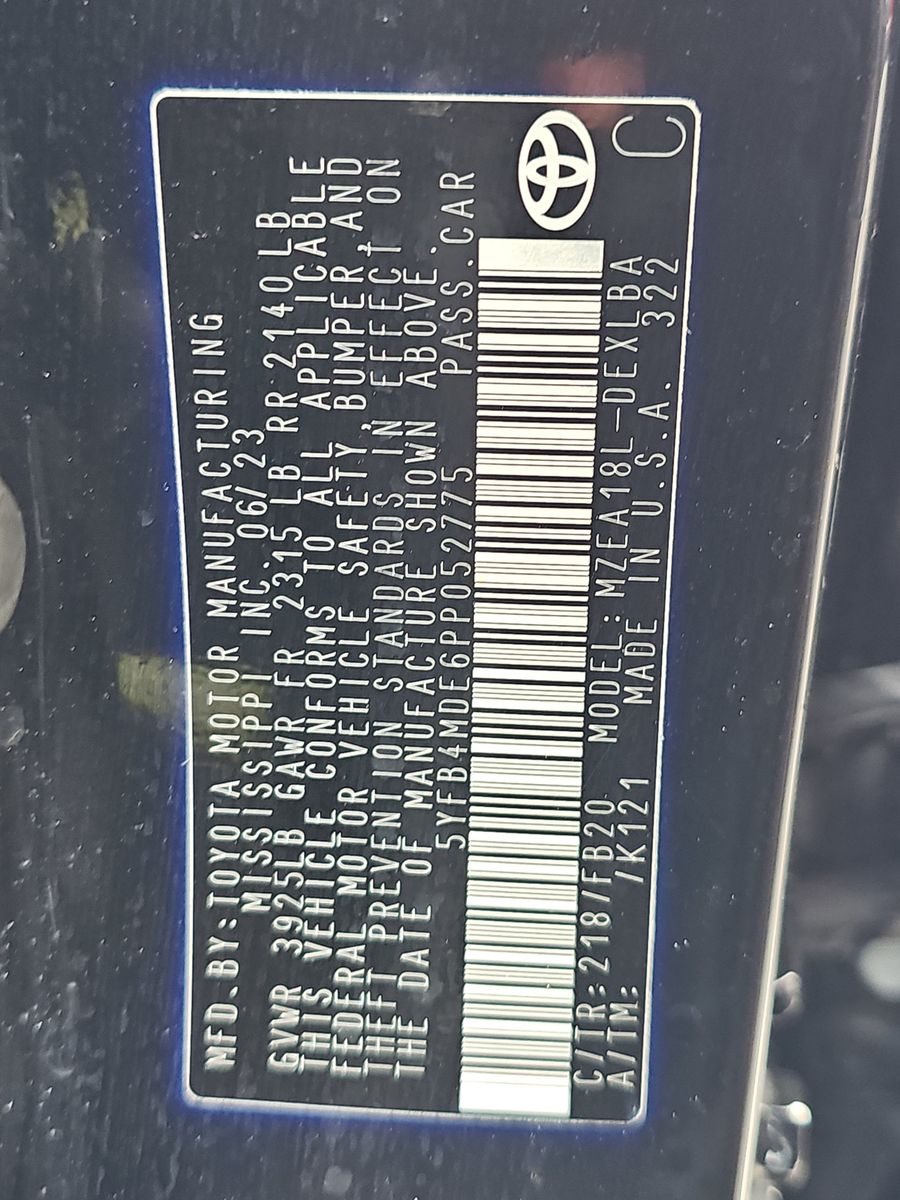 MFD.BY:TOYOTA MOTOR MANUFACTURING
MISSISSIPPI INC. 06/23
GVWR 3925LB GAWR FR 2315 LB RR 2140LB
THIS VEHICLE CONFORMS TO ALL APPLICABLE
FEDERAL MOTOR VEHICLE SAFETY,BUMPER,AND
THEFT PREVENTION STANDARDS IN EFFECT ON
THE DATE OF MANUFACTURE SHOWN ABOVE.
5YFB4MDE6PP052775 PASS.CAR
C/TR:218/FB20 MODEL:MZEA18L-DEXLBA
A/TM: /K121 MADE IN U.S.A. 322
C